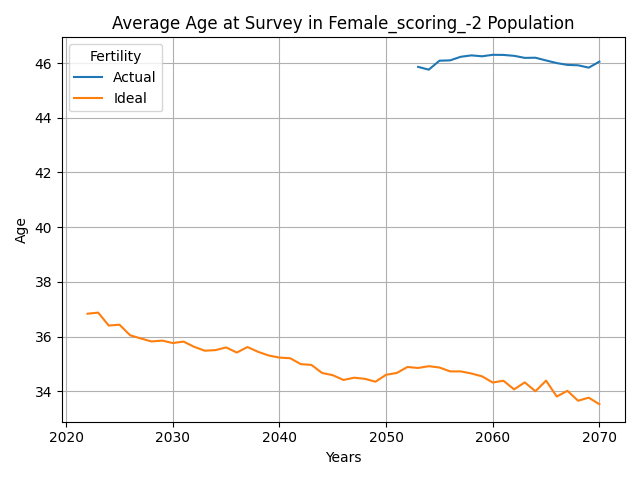 Average Age at Survey in Female_scoring_-2 Population
Fertility
Actual
Ideal
Age
46
44
42
40
38
36
34
2020 2030 2040 2050 2060 2070
Years